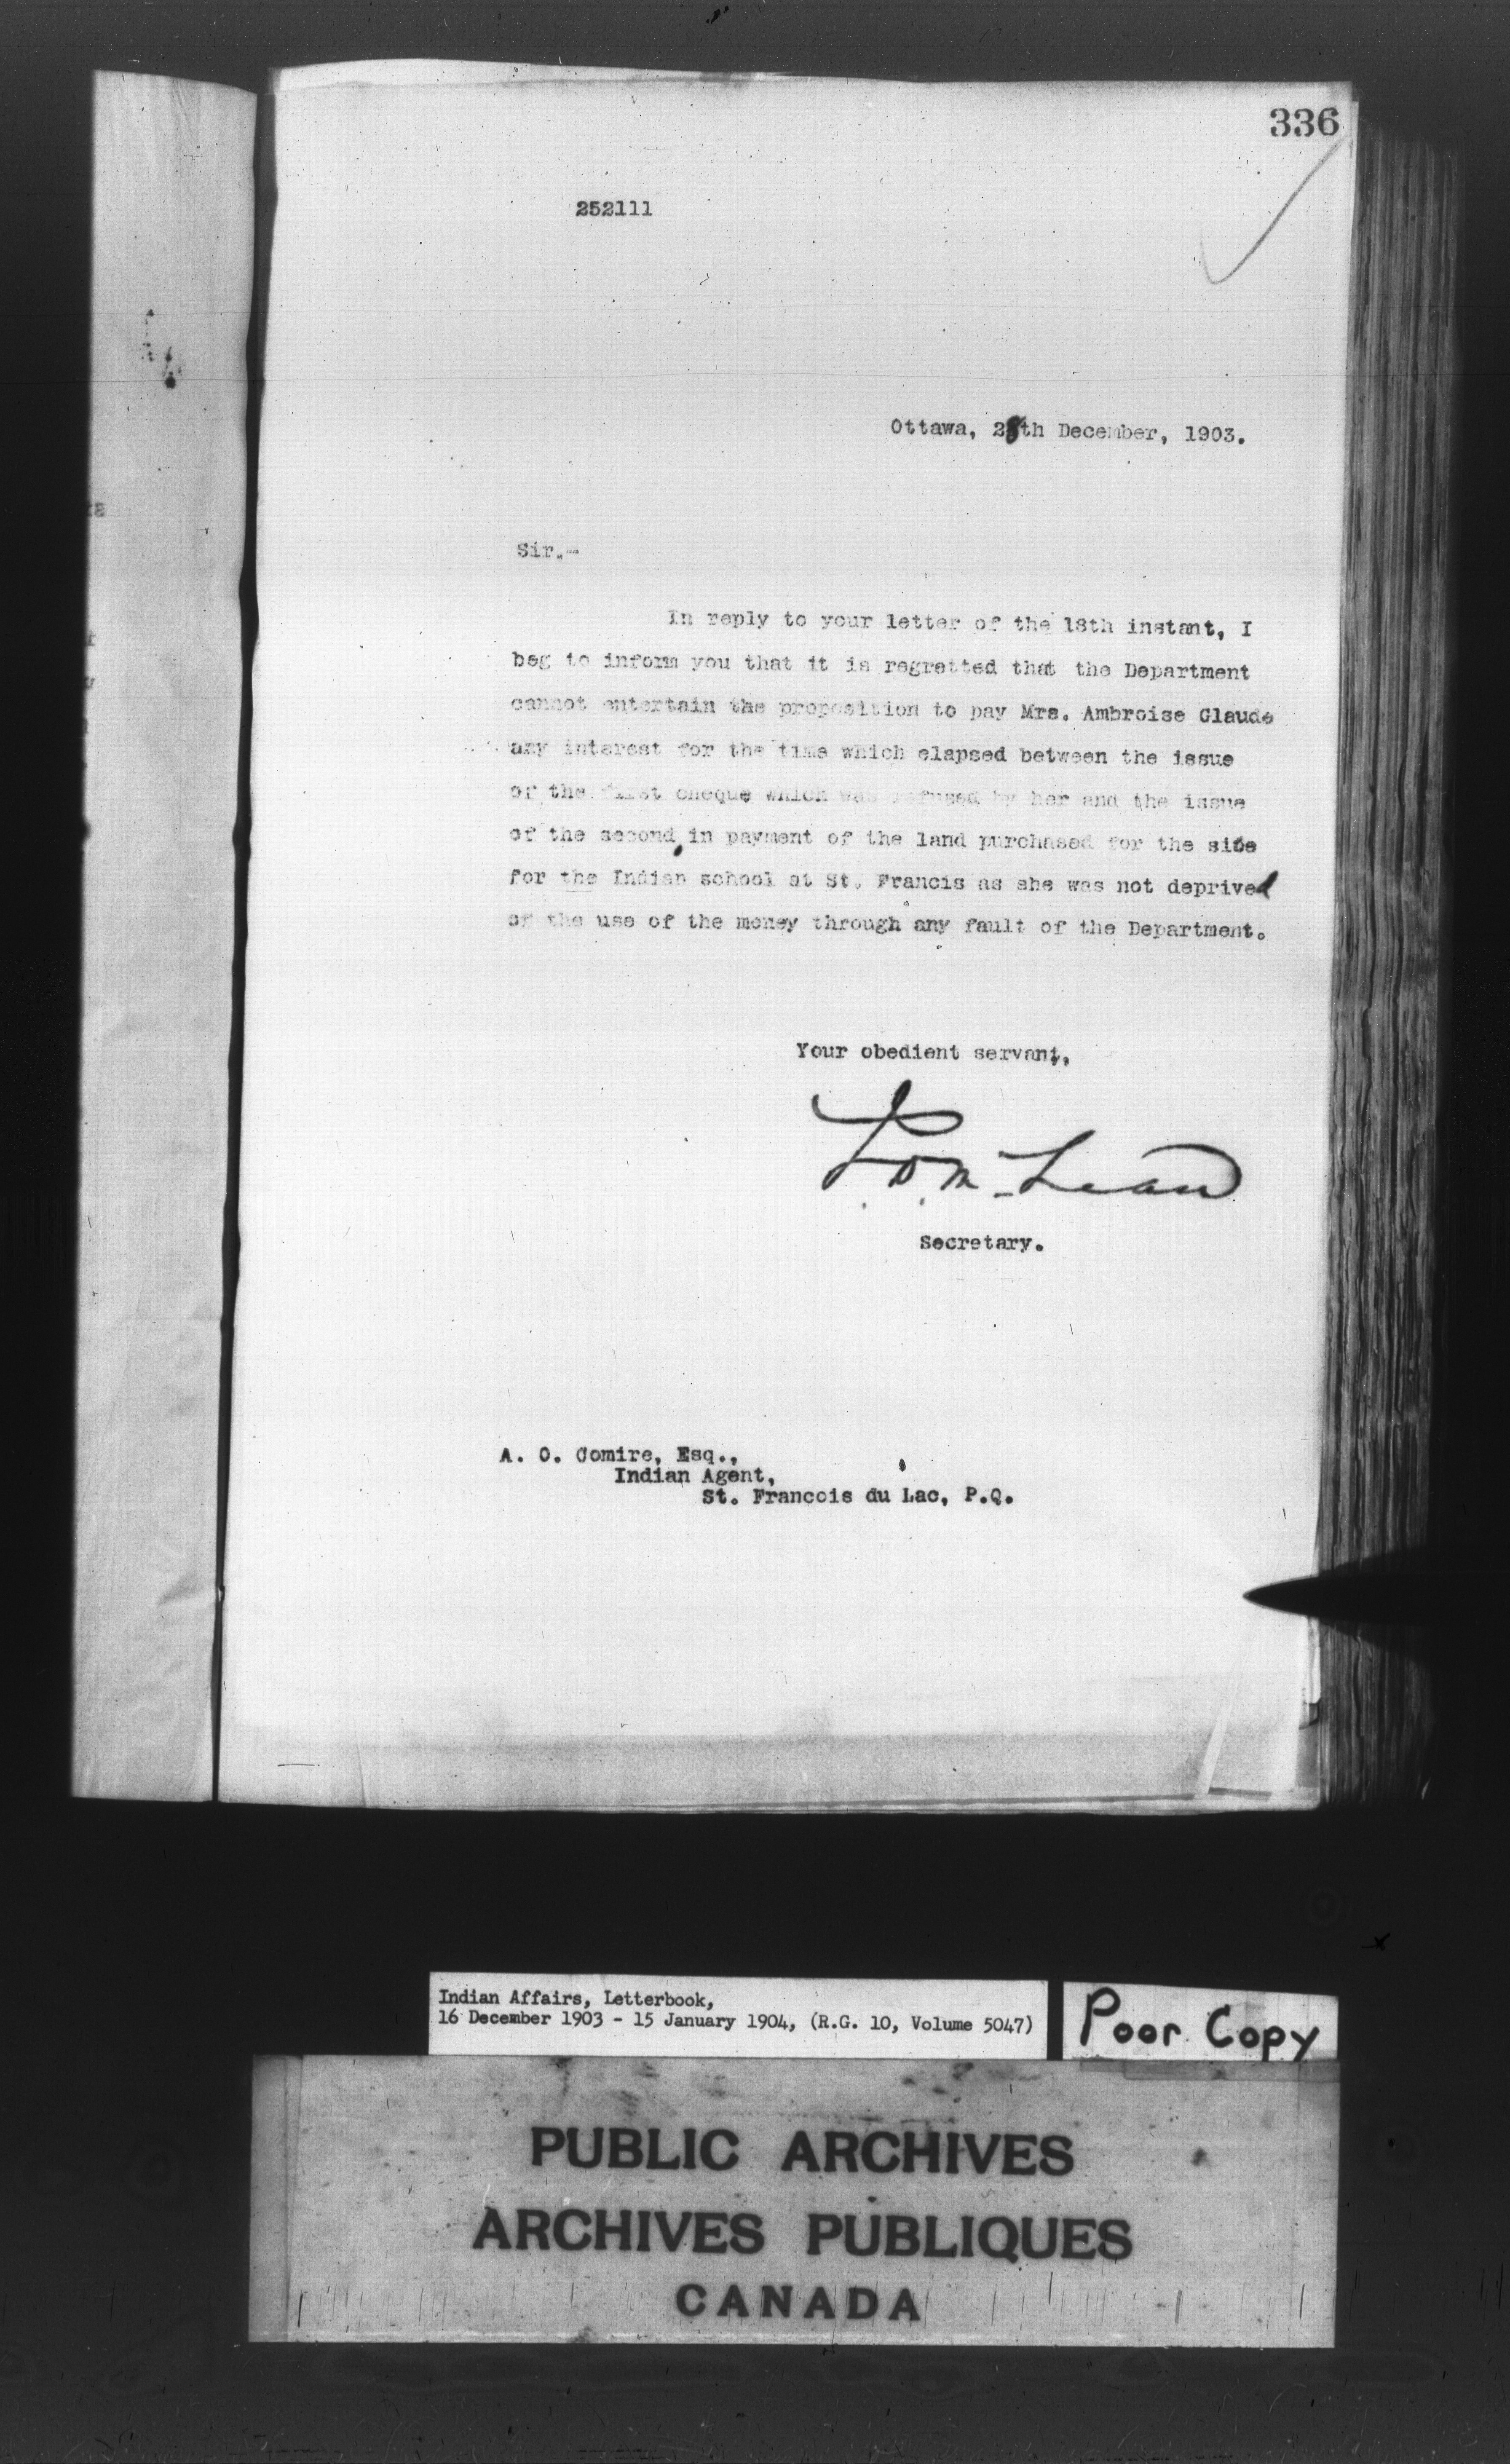 336
252111
Ottawa, 28th December, 1903.
Sir.-
In reply to your letter of the 18th instant, I
beg to inform you that it is regretted that the Department
cannot entertain the proposition to pay Mrs. Ambroise Claude
any interest for the time which elapsed between the issue
of the first cheque which was refused by her and the issue
of the second, in payment of the land purchased for the site
for the Indian school at St. Francis as she was not deprived
of the use of the money through any fault of the Department.
Your obedient servant,
J. D. McLean
Secretary.
A. O. Comire, Esq.,
Indian Agent,
St. Francois du Lac, P.Q.
Indian Affairs, Letterbook,
16 December 1903 - 15 January 1904, (R.G. 10, Volume 5047)
Poor Copy
PUBLIC ARCHIVES
ARCHIVES PUBLIQUES
CANADA